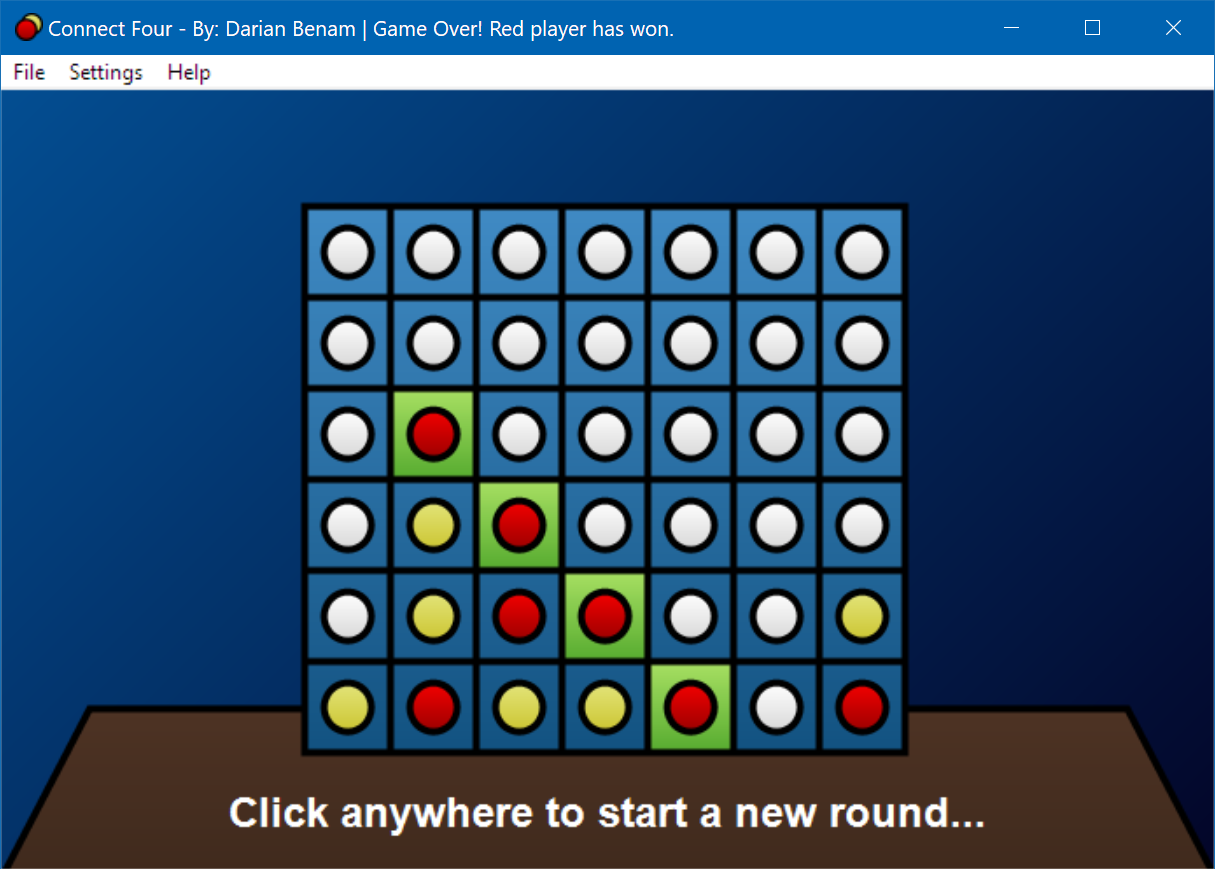 Connect Four - By: Darian Benam | Game Over! Red player has won.
File Settings Help
Click anywhere to start a new round...